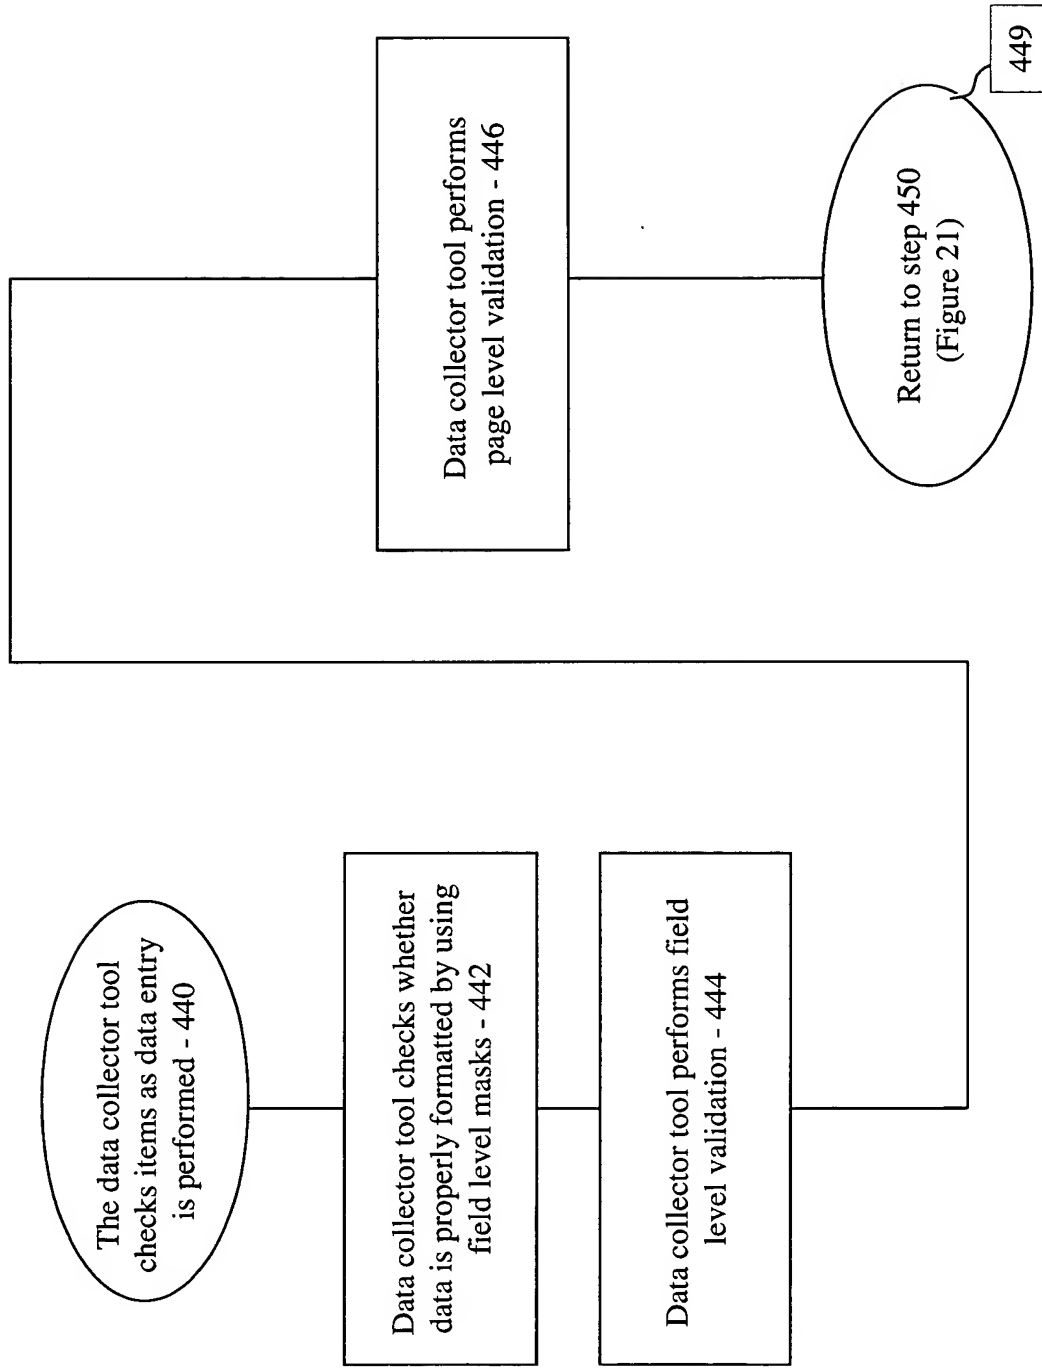 The data collector tool
checks items as data entry
is performed - 440
Data collector tool checks whether
data is properly formatted by using
field level masks - 442
Data collector tool performs field
level validation - 444
Data collector tool performs
page level validation - 446
Return to step 450
(Figure 21)
449